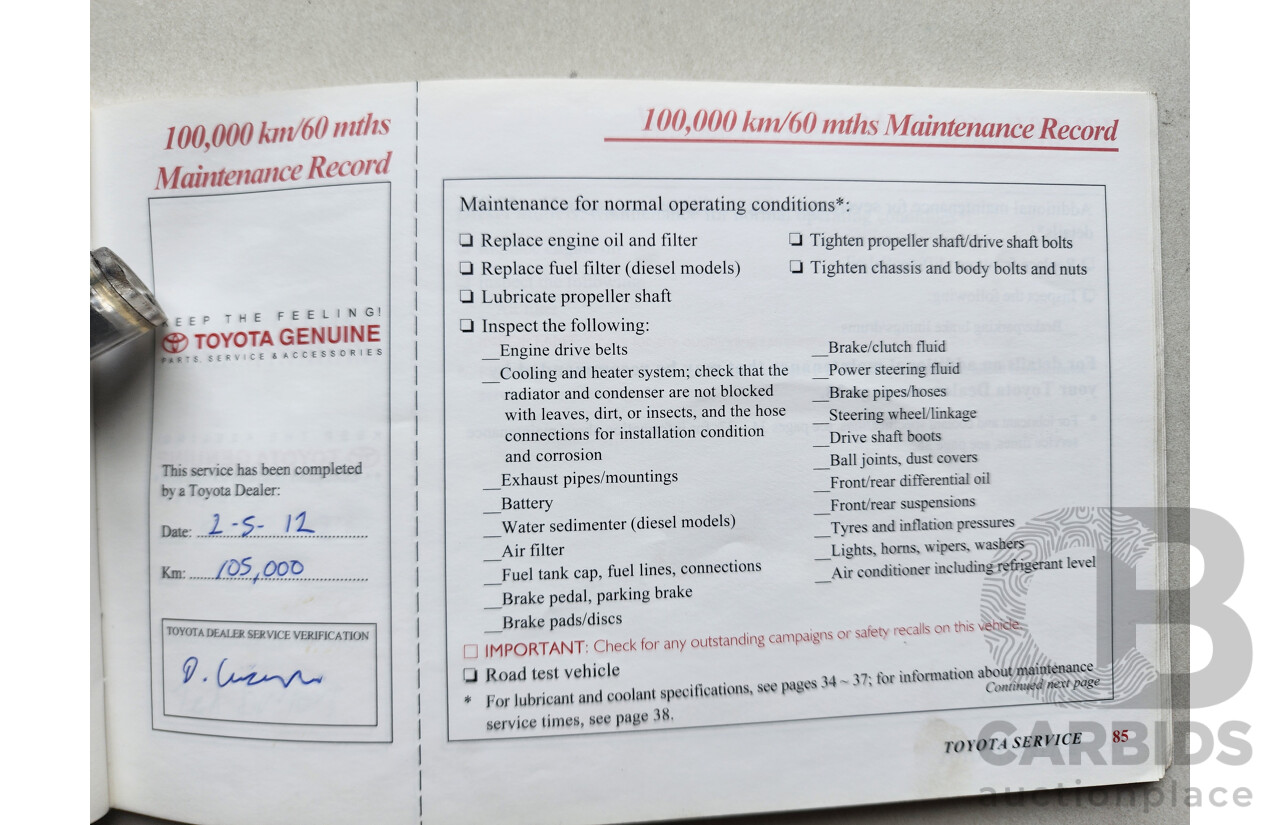 100,000 km/60 mths
Maintenance Record
KEEP THE FEELING!
TOYOTA GENUINE
PARTS, SERVICE & ACCESSORIES
This service has been completed
by a Toyota Dealer:
Date: 2-5-12
Km: 105,000
TOYOTA DEALER SERVICE VERIFICATION
D.
100,000 km/60 mths Maintenance Record
Maintenance for normal operating conditions*:
❏ Replace engine oil and filter
❏ Replace fuel filter (diesel models)
❏ Lubricate propeller shaft
❏ Inspect the following:
__Engine drive belts
__Cooling and heater system; check that the
radiator and condenser are not blocked
with leaves, dirt, or insects, and the hose
connections for installation condition
and corrosion
__Exhaust pipes/mountings
__Battery
__Water sedimenter (diesel models)
__Air filter
__Fuel tank cap, fuel lines, connections
__Brake pedal, parking brake
__Brake pads/discs
❏ Tighten propeller shaft/drive shaft bolts
❏ Tighten chassis and body bolts and nuts
__Brake/clutch fluid
__Power steering fluid
__Brake pipes/hoses
__Steering wheel/linkage
__Drive shaft boots
__Ball joints, dust covers
__Front/rear differential oil
__Front/rear suspensions
__Tyres and inflation pressures
__Lights, horns, wipers, washers
__Air conditioner including refrigerant level
☐ IMPORTANT: Check for any outstanding campaigns or safety recalls on this vehicle.
❏ Road test vehicle
* For lubricant and coolant specifications, see pages 34 ~ 37; for information about maintenance
service times, see page 38.
Continued next page
TOYOTA SERVICE 85
CB
CARBIDS
auctionplace